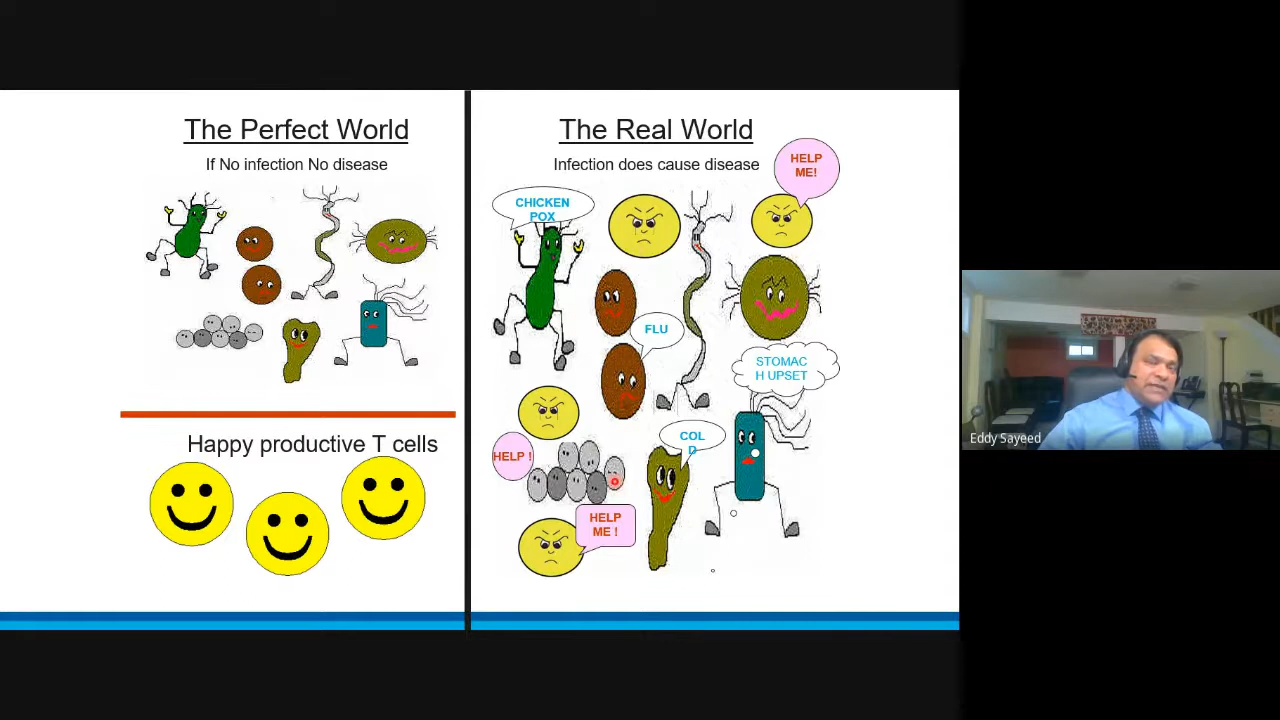 The Perfect World
If No infection No disease
Happy productive T cells
The Real World
Infection does cause disease
HELP
ME!
CHICKEN
POX
FLU
STOMAC
H UPSET
COL
D
HELP !
HELP
ME !
Eddy Sayeed